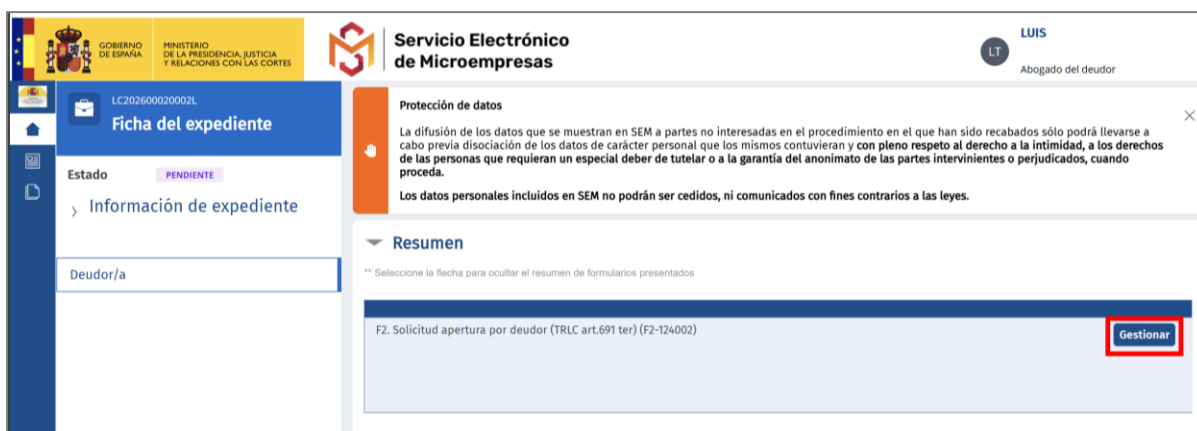 GOBIERNO
DE ESPAÑA
MINISTERIO
DE LA PRESIDENCIA, JUSTICIA
Y RELACIONES CON LAS CORTES
Servicio Electrónico
de Microempresas
LT
LUIS
Abogado del deudor
LC202600020002L
Ficha del expediente
Estado
PENDIENTE
Información de expediente
Deudor/a
Protección de datos
La difusión de los datos que se muestran en SEM a partes no interesadas en el procedimiento en el que han sido recabados sólo podrá llevarse a
cabo previa disociación de los datos de carácter personal que los mismos contuvieran y con pleno respeto al derecho a la intimidad, a los derechos
de las personas que requieran un especial deber de tutelar o a la garantía del anonimato de las partes intervinientes o perjudicados, cuando
proceda.
Los datos personales incluidos en SEM no podrán ser cedidos, ni comunicados con fines contrarios a las leyes.
Resumen
** Seleccione la flecha para ocultar el resumen de formularios presentados
F2. Solicitud apertura por deudor (TRLC art.691 ter) (F2-124002)
Gestionar